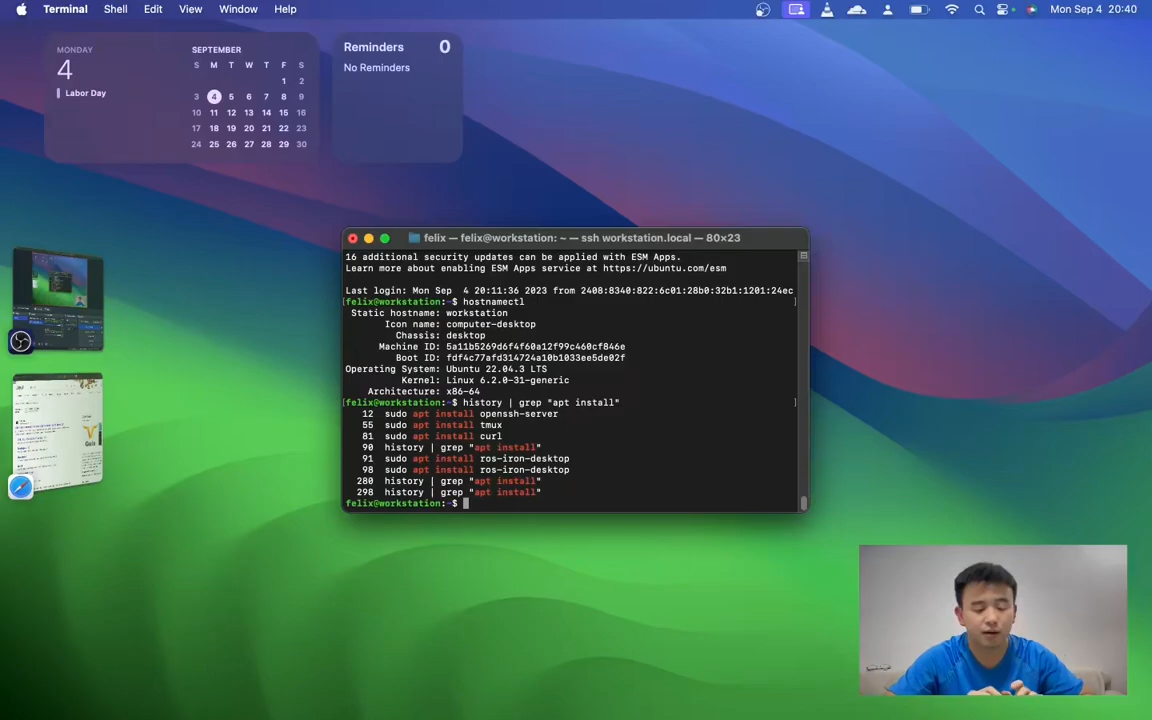 Terminal Shell Edit View Window Help
Mon Sep 4 20:40
MONDAY
4
Labor Day
SEPTEMBER
S M T W T F S
1 2
3 4 5 6 7 8 9
10 11 12 13 14 15 16
17 18 19 20 21 22 23
24 25 26 27 28 29 30
Reminders 0
No Reminders
felix — felix@workstation: ~ — ssh workstation.local — 80×23
16 additional security updates can be applied with ESM Apps.
Learn more about enabling ESM Apps service at https://ubuntu.com/esm
Last login: Mon Sep  4 20:11:36 2023 from 2408:8340:822:6c01:28b0:32b1:1201:24ec
[felix@workstation:~$ hostnamectl ]
Static hostname: workstation
Icon name: computer-desktop
Chassis: desktop
Machine ID: 5a11b5269d6f4f60a12f99c460cf846e
Boot ID: fdf4c77afd314724a10b1033ee5de02f
Operating System: Ubuntu 22.04.3 LTS
Kernel: Linux 6.2.0-31-generic
Architecture: x86-64
[felix@workstation:~$ history | grep "apt install" ]
12 sudo apt install openssh-server
55 sudo apt install tmux
81 sudo apt install curl
90 history | grep "apt install"
91 sudo apt install ros-iron-desktop
98 sudo apt install ros-iron-desktop
280 history | grep "apt install"
298 history | grep "apt install"
felix@workstation:~$